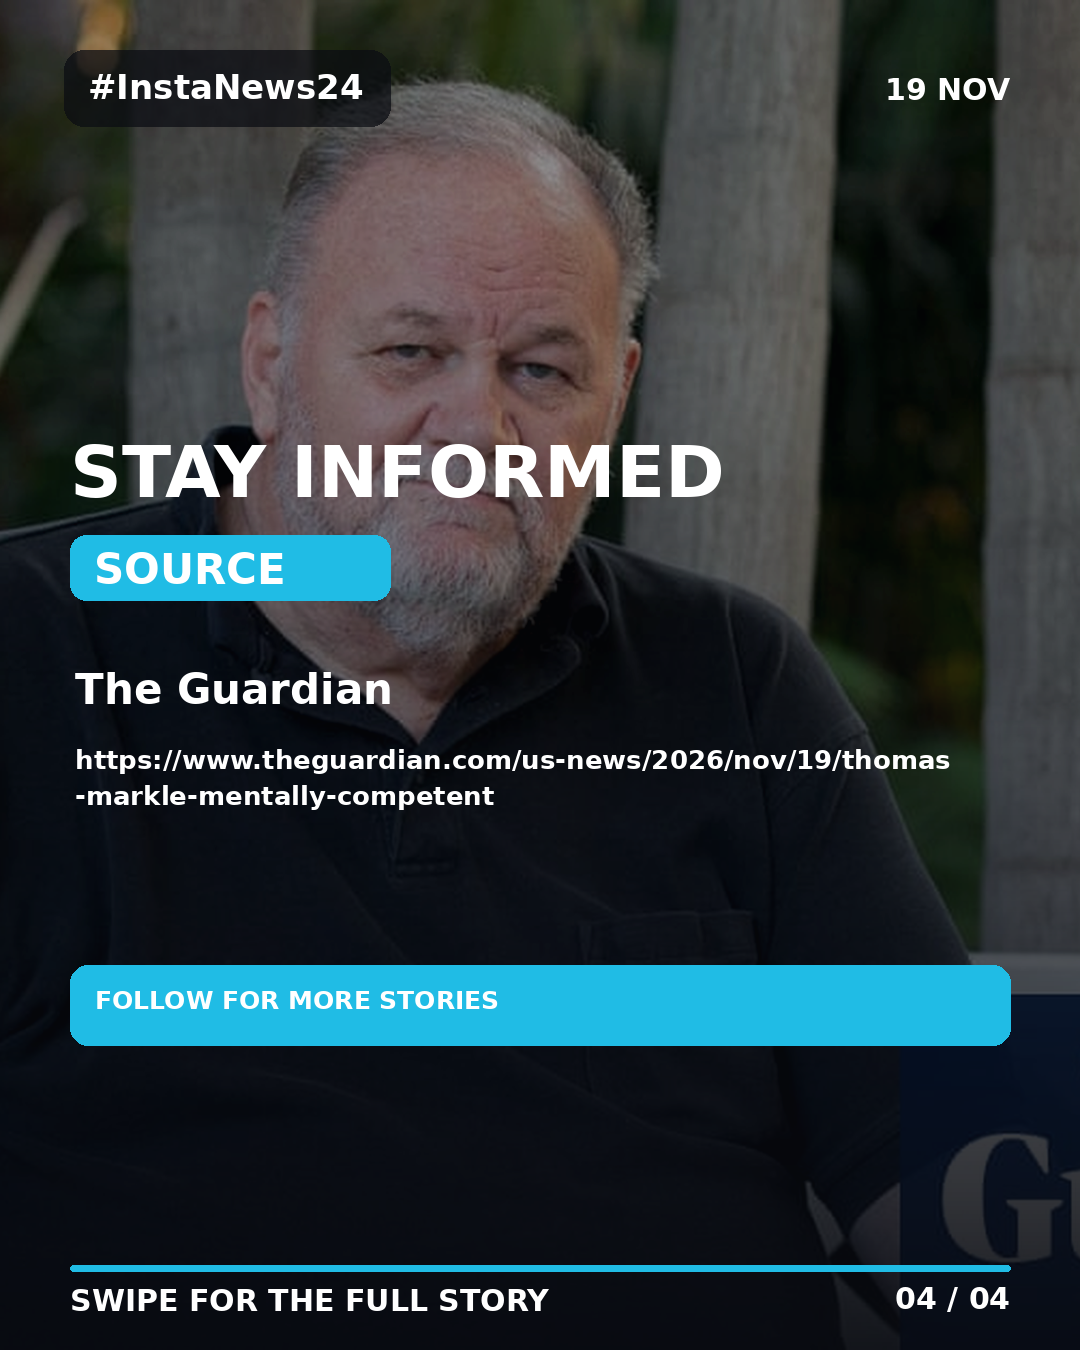 #InstaNews24
19 NOV
STAY INFORMED
SOURCE
The Guardian
https://www.theguardian.com/us-news/2026/nov/19/thomas
-markle-mentally-competent
FOLLOW FOR MORE STORIES
Gu
SWIPE FOR THE FULL STORY
04 / 04